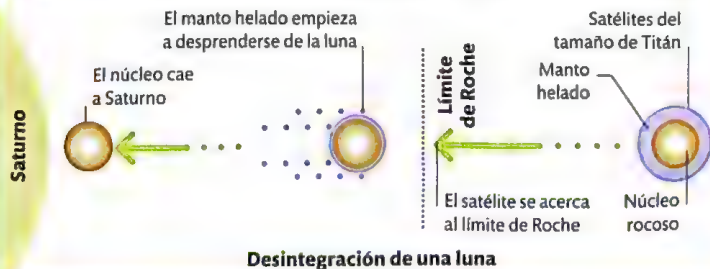 El manto helado empieza
a desprenderse de la luna
Satélites del
tamaño de Titán
Manto
helado
El núcleo cae
a Saturno
Límite
de Roche
Saturno
El satélite se acerca
al límite de Roche
Núcleo
rocoso
Desintegración de una luna